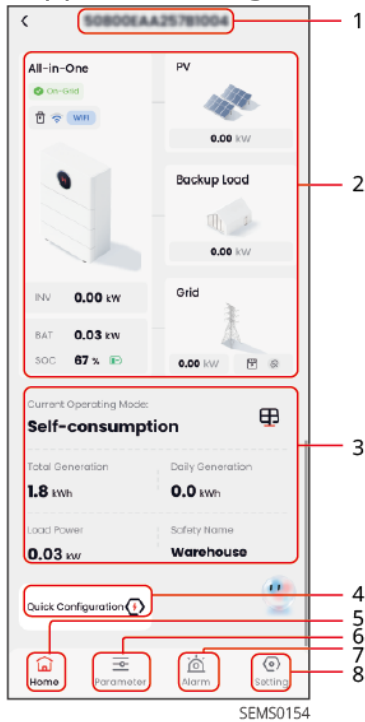 1
All-in-One
PV
On-Grid
WiFi
0.00 kW
2
Backup Load
0.00 kW
INV 0.00 kW
Grid
BAT 0.03 kW
SOC 67 %
0.00 kW
Current Operating Mode:
Self-consumption
3
Total Generation
Daily Generation
1.8 kWh
0.0 kWh
Load Power
Safety Name
0.03 kW
Warehouse
4
Quick Configuration
5
6
7
8
Home
Parameter
Alarm
Setting
SEMS0154